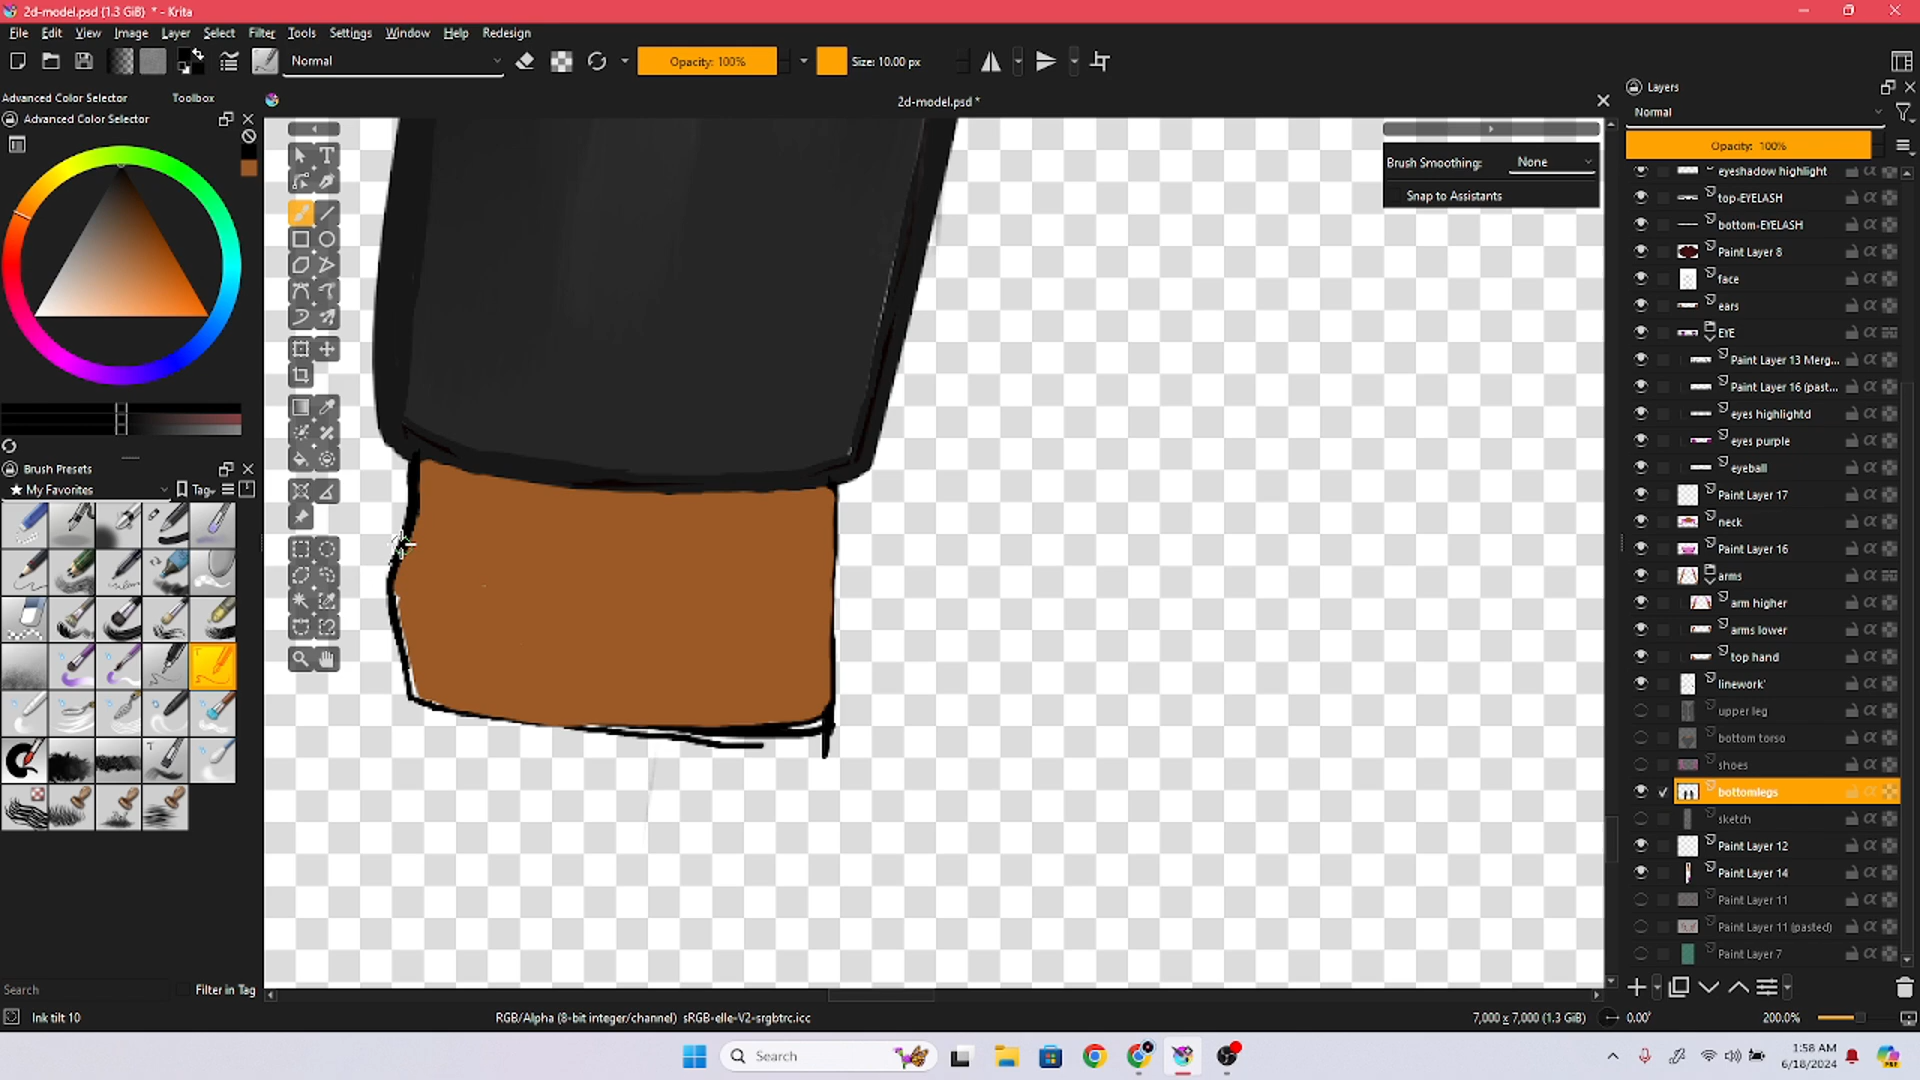 2d-model.psd (1.3 GiB) * - Krita
File Edit View Image Layer Select Filter Tools Settings Window Help Redesign
Normal
Opacity: 100%
Size: 10.00 px
Advanced Color Selector
Toolbox
2d-model.psd *
Layers
Advanced Color Selector
Normal
Brush Smoothing: None
Opacity: 100%
Snap to Assistants
eyeshadow highlight
top-EYELASH
bottom-EYELASH
Paint Layer 8
face
ears
EYE
Paint Layer 13 Merg...
Paint Layer 16 (past...
eyes highlightd
eyes purple
eyeball
Paint Layer 17
neck
Paint Layer 16
arms
arm higher
arms lower
top hand
linework'
upper leg
bottom torso
shoes
bottomlegs
sketch
Paint Layer 12
Paint Layer 14
Paint Layer 11
Paint Layer 11 (pasted)
Paint Layer 7
Brush Presets
★ My Favorites
Tag
Search
Filter in Tag
Ink tilt 10
RGB/Alpha (8-bit integer/channel) sRGB-elle-V2-srgbtrc.icc
7,000 x 7,000 (1.3 GiB)
0.00°
200.0%
Search
1:58 AM
6/18/2024